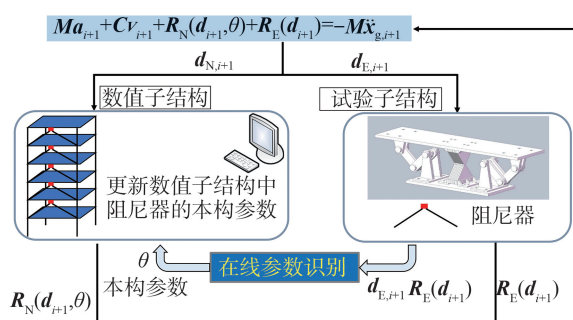 Ma_{i+1}+Cv_{i+1}+R_N(d_{i+1},θ)+R_E(d_{i+1})=-Mẍ_{g,i+1}
d_{N,i+1} d_{E,i+1}
数值子结构
试验子结构
更新数值子结构中
阻尼器的本构参数
阻尼器
θ
本构参数
在线参数识别
d_{E,i+1} R_E(d_{i+1})
R_N(d_{i+1},θ)
R_E(d_{i+1})